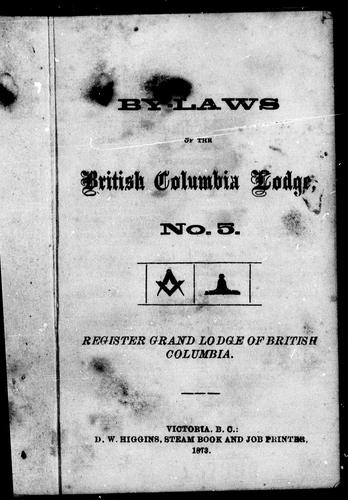 BY-LAWS
OF THE
British Columbia Lodge,
No. 5.
REGISTER GRAND LODGE OF BRITISH
COLUMBIA.
VICTORIA, B. C.:
D. W. HIGGINS, STEAM BOOK AND JOB PRINTER,
1873.